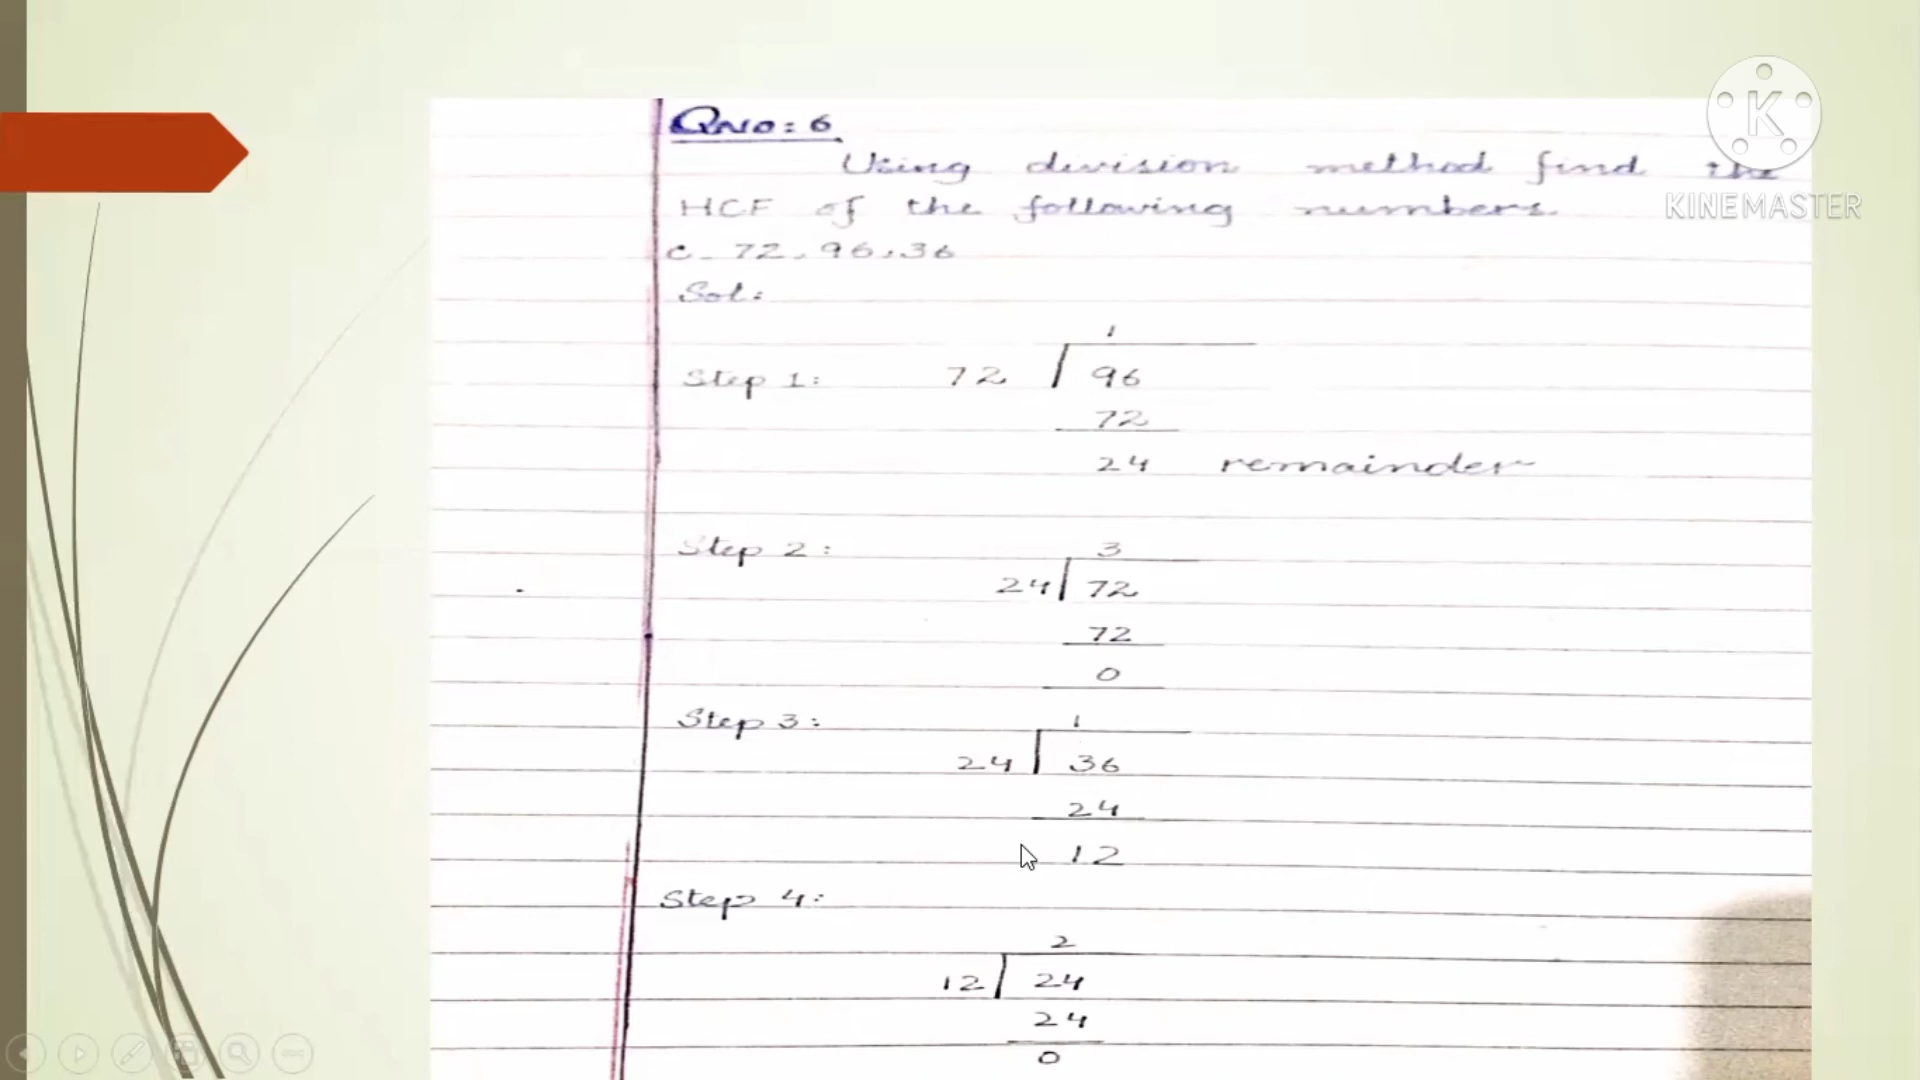 QNO: 6
Using division method find the
HCF of the following numbers.
c. 72, 96, 36
Sol:
1
Step 1: 72 96
72
24 remainder
Step 2: 3
24 72
72
0
Step 3: 1
24 36
24
12
Step 4:
2
12 24
24
0
K
KINEMASTER